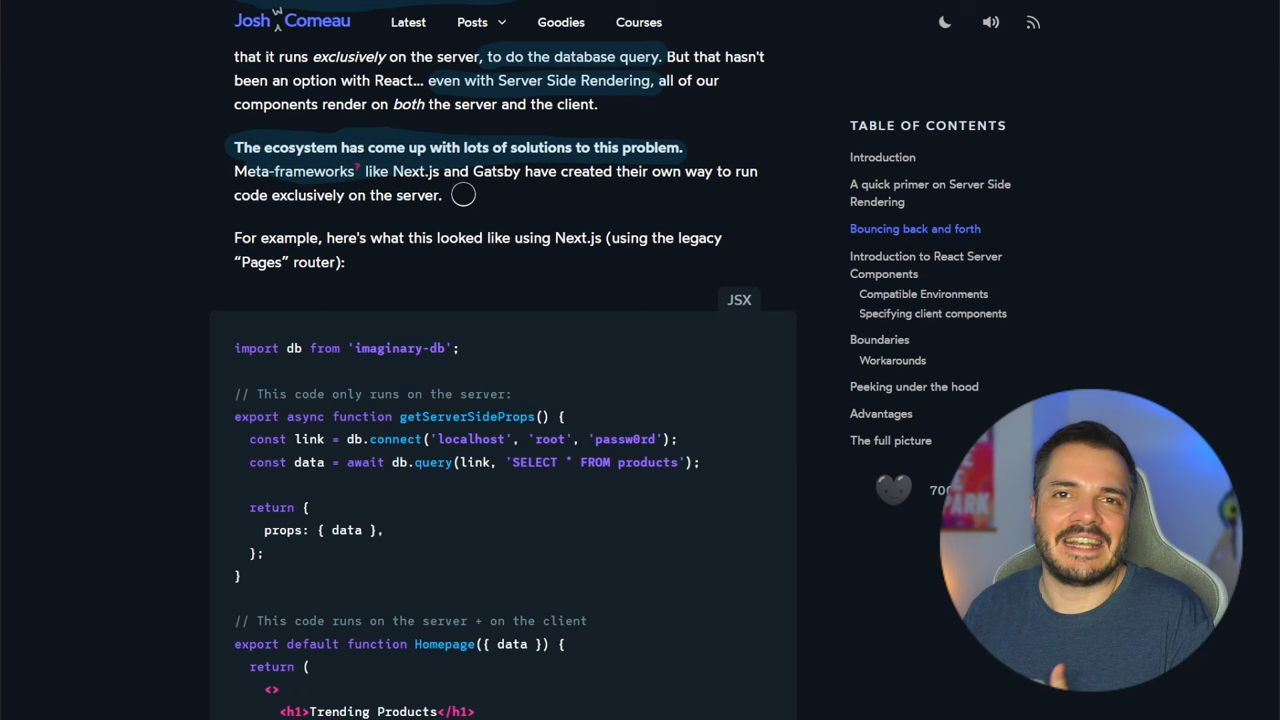 Josh W Comeau
Latest
Posts
Goodies
Courses
that it runs exclusively on the server, to do the database query. But that hasn't
been an option with React... even with Server Side Rendering, all of our
components render on both the server and the client.
The ecosystem has come up with lots of solutions to this problem.
Meta-frameworks? like Next.js and Gatsby have created their own way to run
code exclusively on the server.
For example, here's what this looked like using Next.js (using the legacy
“Pages” router):
JSX
import db from 'imaginary-db';
// This code only runs on the server:
export async function getServerSideProps() {
const link = db.connect('localhost', 'root', 'passw0rd');
const data = await db.query(link, 'SELECT * FROM products');
return {
props: { data },
};
}
// This code runs on the server + on the client
export default function Homepage({ data }) {
return (
<>
<h1>Trending Products</h1>
TABLE OF CONTENTS
Introduction
A quick primer on Server Side
Rendering
Bouncing back and forth
Introduction to React Server
Components
Compatible Environments
Specifying client components
Boundaries
Workarounds
Peeking under the hood
Advantages
The full picture